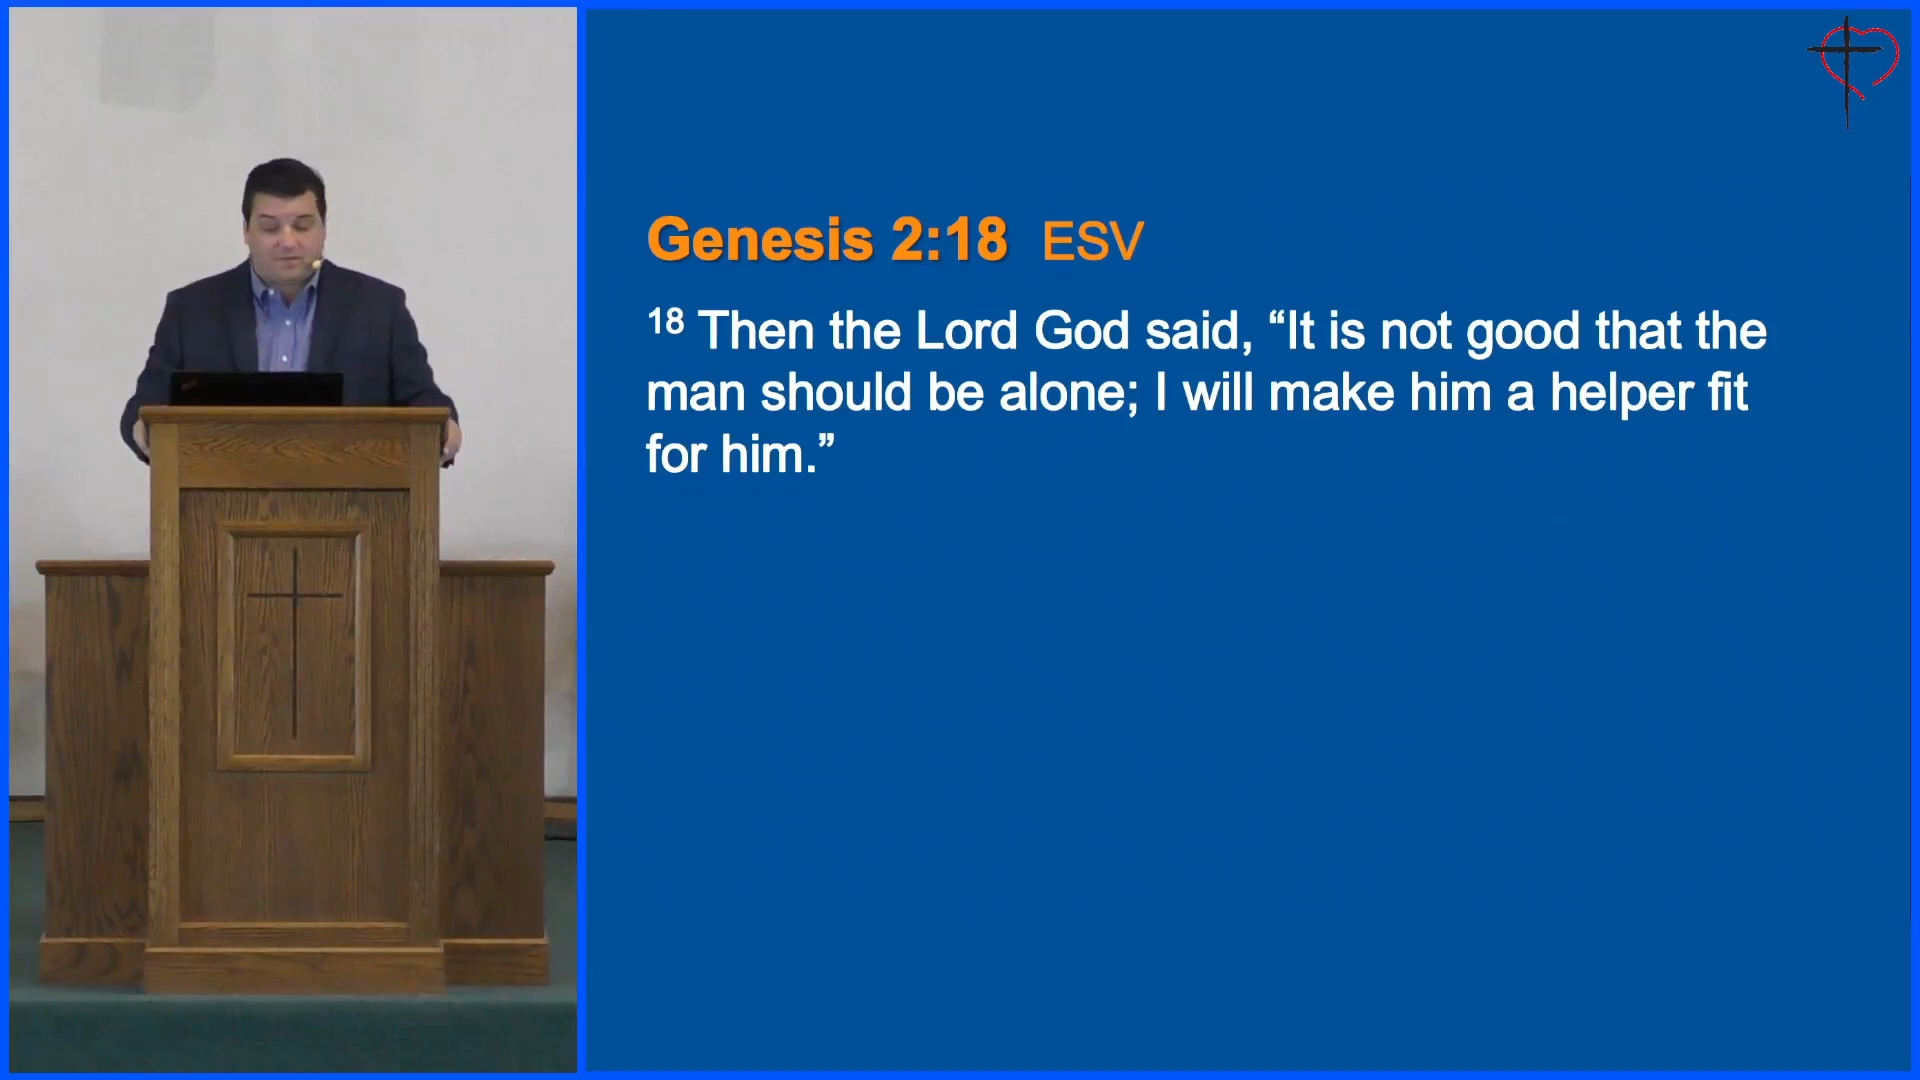 Genesis 2:18 ESV
18 Then the Lord God said, “It is not good that the
man should be alone; I will make him a helper fit
for him.”